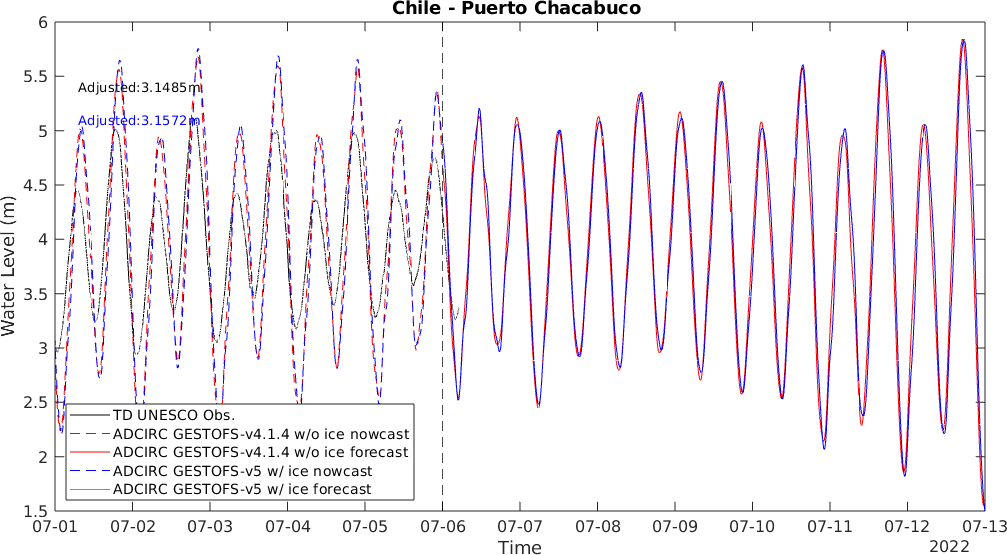 Chile - Puerto Chacabuco
6
5.5
5
4.5
4
3.5
3
2.5
2
1.5
Water Level (m)
Adjusted:3.1485m
Adjusted:3.1572m
TD UNESCO Obs.
ADCIRC GESTOFS-v4.1.4 w/o ice nowcast
ADCIRC GESTOFS-v4.1.4 w/o ice forecast
ADCIRC GESTOFS-v5 w/ ice nowcast
ADCIRC GESTOFS-v5 w/ ice forecast
07-01 07-02 07-03 07-04 07-05 07-06 07-07 07-08 07-09 07-10 07-11 07-12 07-13
Time
2022